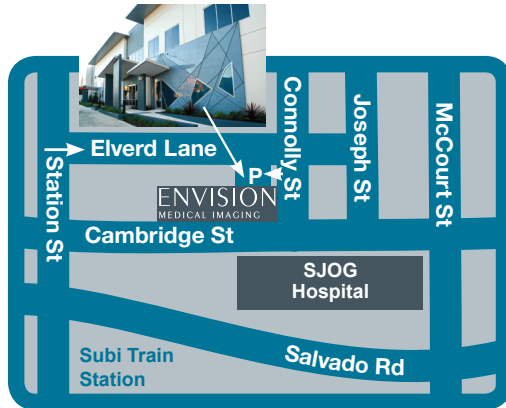 Elverd Lane
Connolly St
Joseph St
McCourt St
Station St
P
ENVISION
MEDICAL IMAGING
Cambridge St
SJOG
Hospital
Salvado Rd
Subi Train
Station